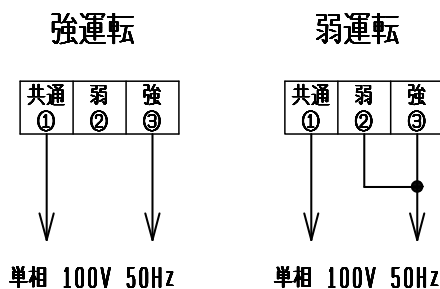 強運転 弱運転
共通 弱 強 共通 弱 強
① ② ③ ① ② ③
単相 100V 50Hz 単相 100V 50Hz